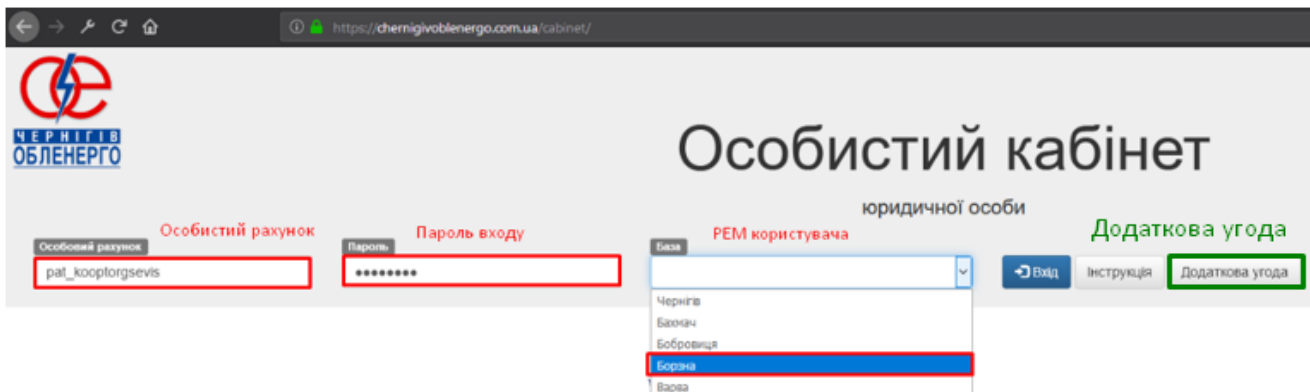 https://chernigivoblenergo.com.ua/cabinet/
ЧЕРНІГІВ
ОБЛЕНЕРГО
Особистий кабінет
юридичної особи
Особистий рахунок
Пароль входу
РЕМ користувача
Додаткова угода
Особовий рахунок
Пароль
База
pat_kooptorgsevis
••••••••
Вхід
Інструкція
Додаткова угода
Чернігів
Бахмач
Бобровиця
Борзна
Варва